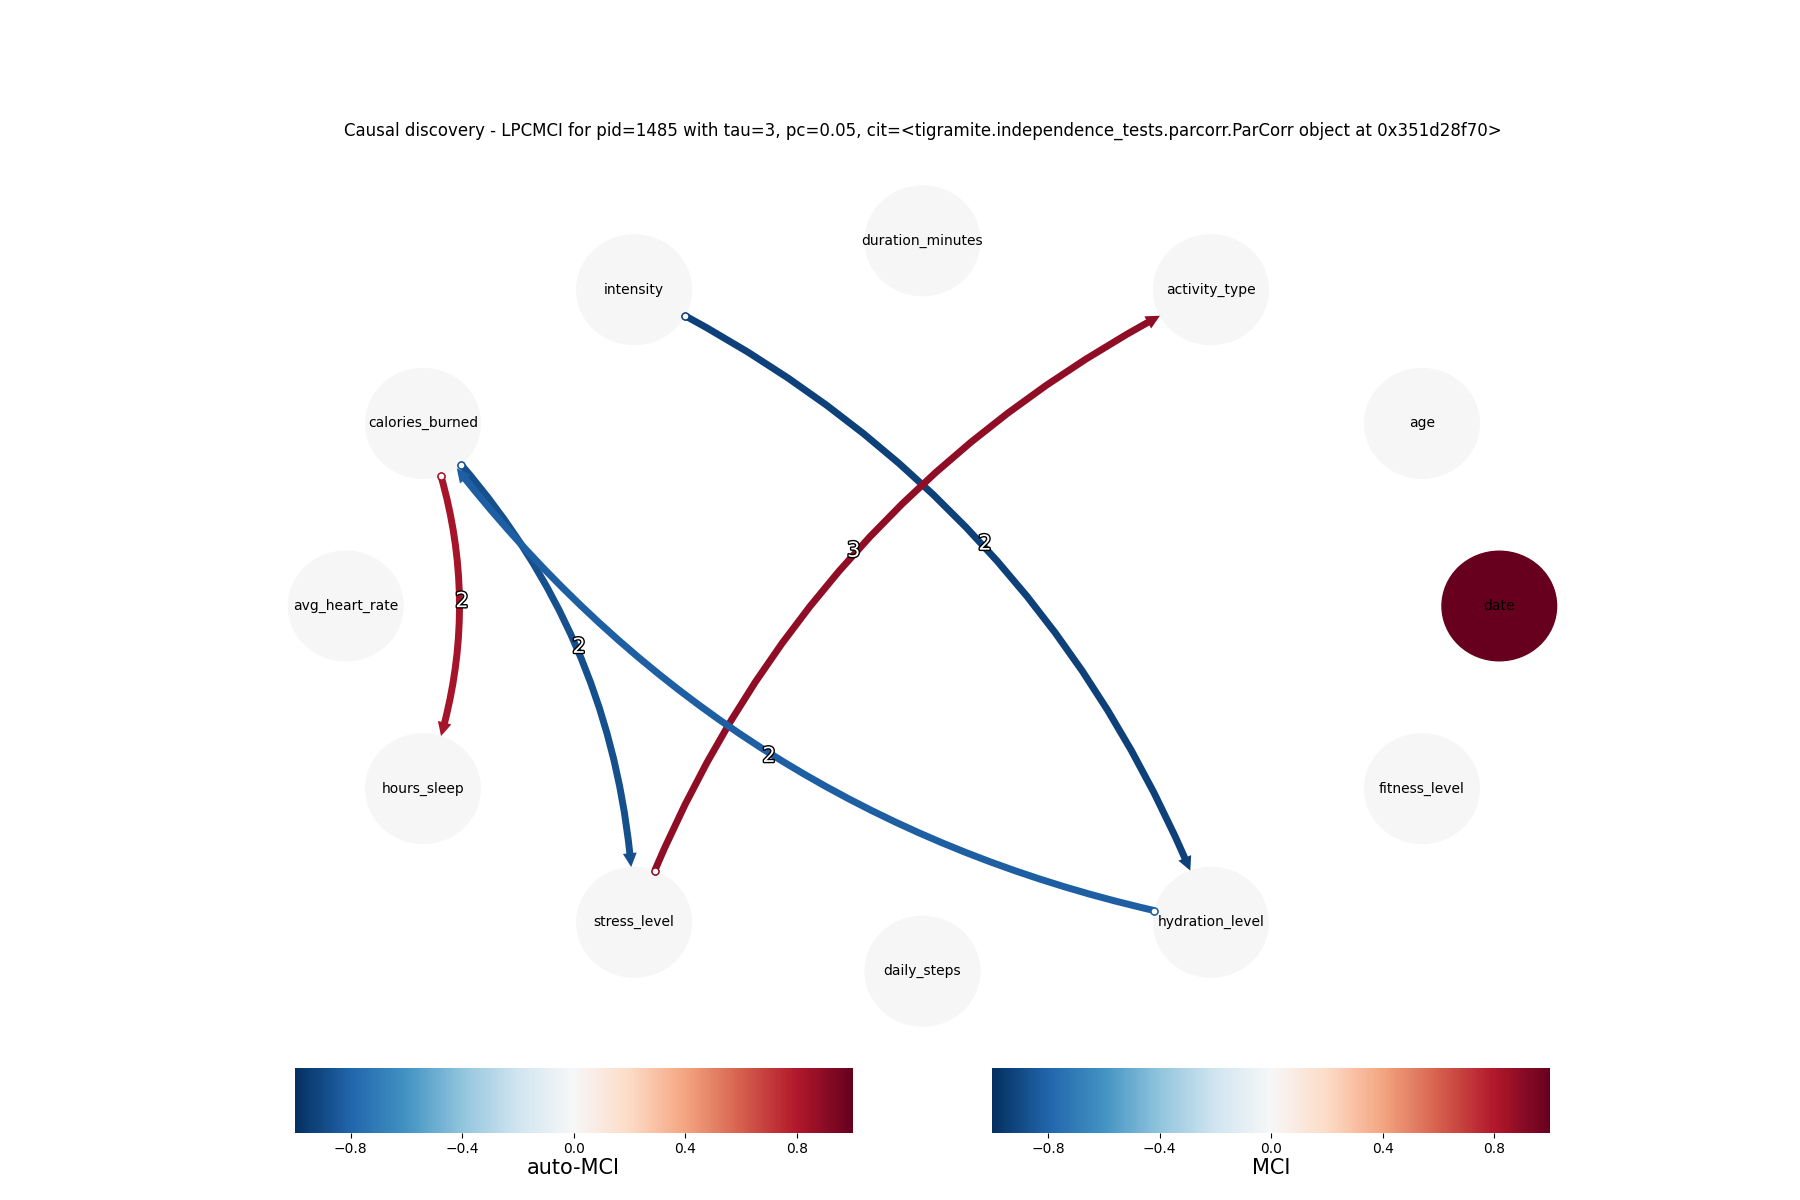 Causal discovery - LPCMCI for pid=1485 with tau=3, pc=0.05, cit=<tigramite.independence_tests.parcorr.ParCorr object at 0x351d28f70>
duration_minutes
intensity
activity_type
calories_burned
age
2
3
avg_heart_rate
2
date
2
2
hours_sleep
fitness_level
stress_level
hydration_level
daily_steps
−0.8 −0.4 0.0 0.4 0.8
auto-MCI
−0.8 −0.4 0.0 0.4 0.8
MCI